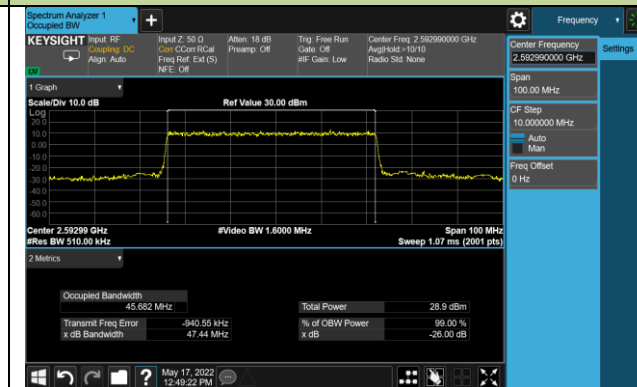 Spectrum Analyzer 1
Occupied BW
+
Frequency
KEYSIGHT
Input: RF
Coupling: DC
Align: Auto
Input Z: 50 Ω
Corr CCorr RCal
Freq Ref: Ext (S)
NFE: Off
Atten: 18 dB
Preamp: Off
Trig: Free Run
Gate: Off
#IF Gain: Low
Center Freq: 2.592990000 GHz
Avg|Hold:>10/10
Radio Std: None
LW
Center Frequency
2.592990000 GHz
Settings
Span
100.00 MHz
CF Step
10.000000 MHz
Auto
Man
Freq Offset
0 Hz
1 Graph
Scale/Div 10.0 dB
Ref Value 30.00 dBm
Log
20.0
10.0
0.00
-10.0
-20.0
-30.0
-40.0
-50.0
-60.0
Center 2.59299 GHz
#Video BW 1.6000 MHz
Span 100 MHz
#Res BW 510.00 kHz
Sweep 1.07 ms (2001 pts)
2 Metrics
Occupied Bandwidth
45.682 MHz
Total Power
28.9 dBm
Transmit Freq Error
-940.55 kHz
% of OBW Power
99.00 %
x dB Bandwidth
47.44 MHz
x dB
-26.00 dB
?
May 17, 2022
12:49:22 PM